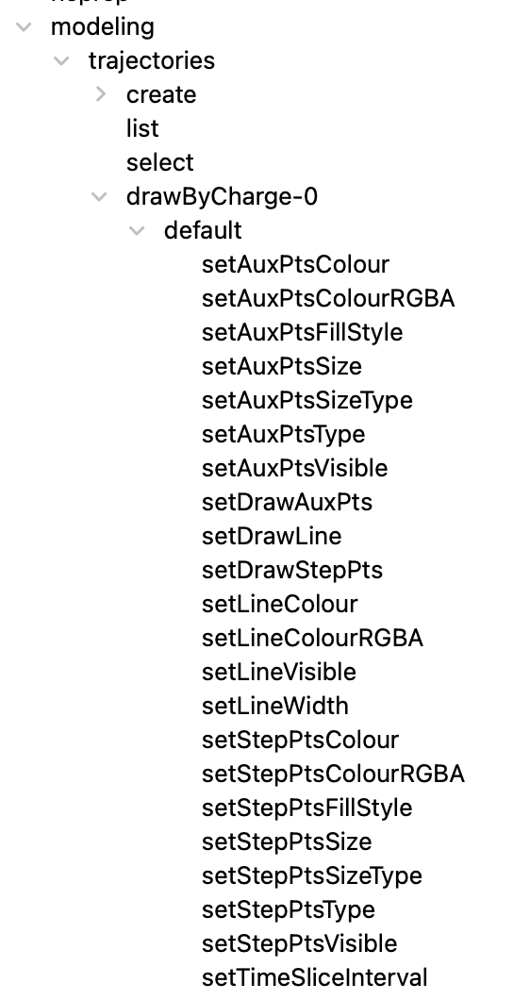 modeling
trajectories
create
list
select
drawByCharge-0
default
setAuxPtsColour
setAuxPtsColourRGBA
setAuxPtsFillStyle
setAuxPtsSize
setAuxPtsSizeType
setAuxPtsType
setAuxPtsVisible
setDrawAuxPts
setDrawLine
setDrawStepPts
setLineColour
setLineColourRGBA
setLineVisible
setLineWidth
setStepPtsColour
setStepPtsColourRGBA
setStepPtsFillStyle
setStepPtsSize
setStepPtsSizeType
setStepPtsType
setStepPtsVisible
setTimeSliceInterval